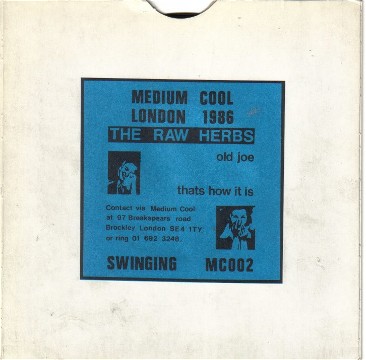 MEDIUM COOL
LONDON 1986
THE RAW HERBS
old joe
thats how it is
Contact via Medium Cool
at 97 Breakspears road
Brockley London SE4 1TY
or ring 01 692 3246.
SWINGING MC002